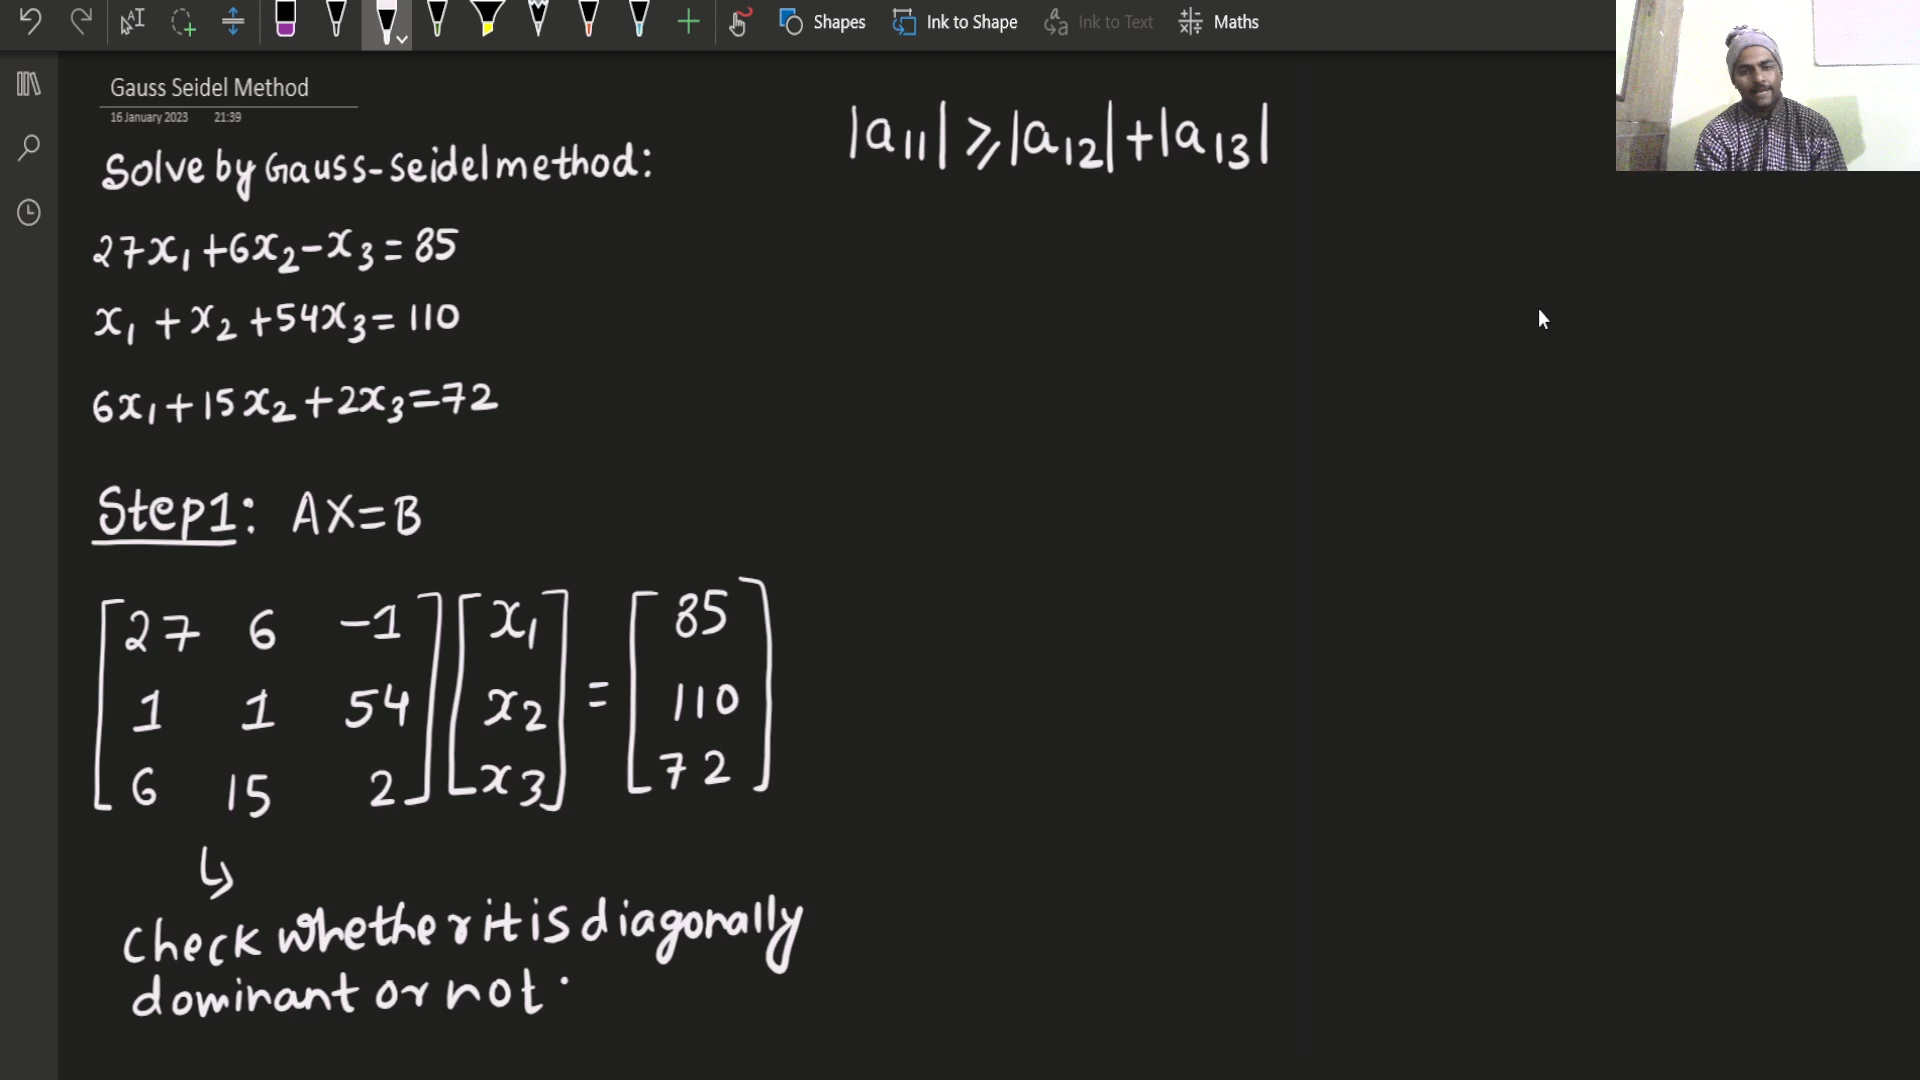 Shapes Ink to Shape Ink to Text Maths
Gauss Seidel Method
16 January 2023 21:39
Solve by Gauss-seidel method:
27x₁+6x₂-x₃=85
x₁+x₂+54x₃=110
6x₁+15x₂+2x₃=72
Step1: AX=B
[27 6 -1] [x₁] = [85]
[1 1 54] [x₂] [110]
[6 15 2] [x₃] [72]
↳
Check whether it is diagonally
dominant or not.
|a₁₁| ⩾ |a₁₂|+|a₁₃|